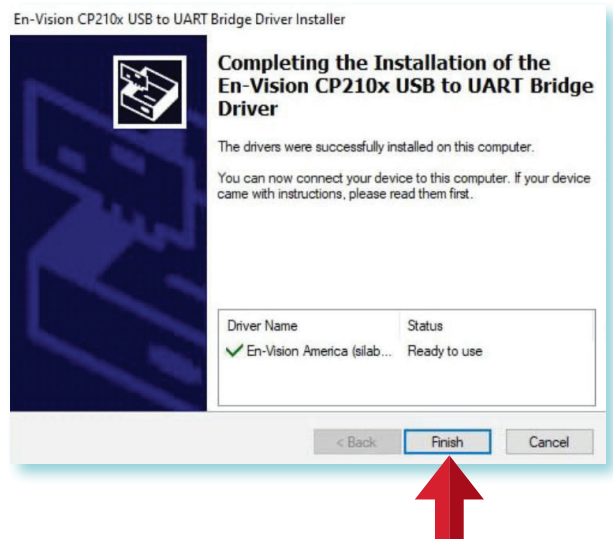 En-Vision CP210x USB to UART Bridge Driver Installer
Completing the Installation of the
En-Vision CP210x USB to UART Bridge
Driver
The drivers were successfully installed on this computer.
You can now connect your device to this computer. If your device
came with instructions, please read them first.
Driver Name Status
En-Vision America (silab... Ready to use
< Back Finish Cancel